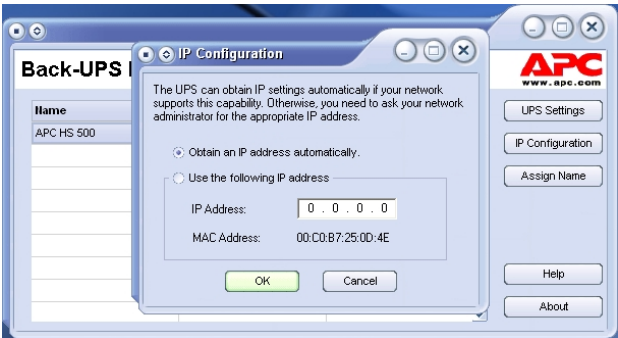 IP Configuration
Back-UPS
APC
www.apc.com
The UPS can obtain IP settings automatically if your network
supports this capability. Otherwise, you need to ask your network
administrator for the appropriate IP address.
Name
APC HS 500
UPS Settings
IP Configuration
Assign Name
Obtain an IP address automatically.
Use the following IP address
IP Address:
0 . 0 . 0 . 0
MAC Address:
00:C0:B7:25:0D:4E
OK
Cancel
Help
About